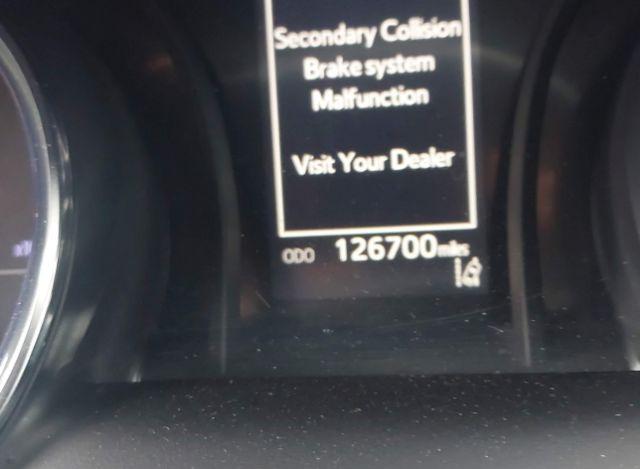 Secondary Collision
Brake system
Malfunction
Visit Your Dealer
ODO 126700 miles